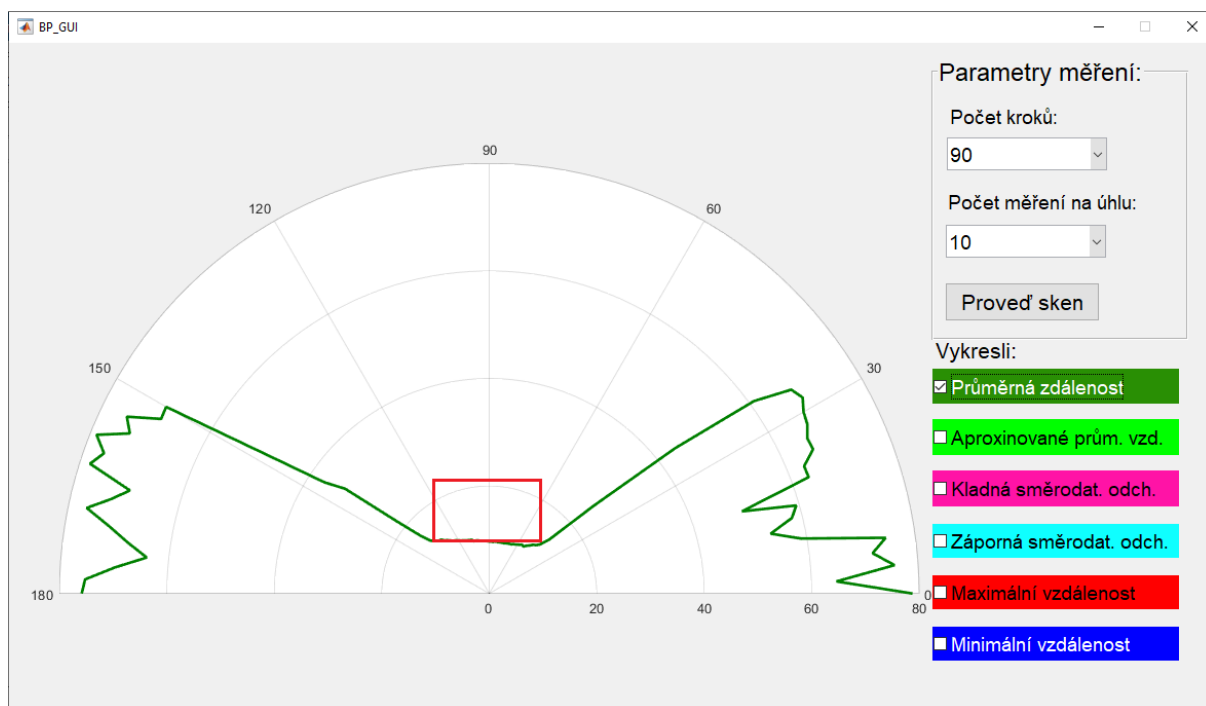 BP_GUI
Parametry měření:
Počet kroků:
90
Počet měření na úhlu:
10
Proveď sken
Vykresli:
Průměrná zdálenost
Aproxinované prům. vzd.
Kladná směrodat. odch.
Záporná směrodat. odch.
Maximální vzdálenost
Minimální vzdálenost
90
120
60
150
30
180
0
0
20
40
60
80